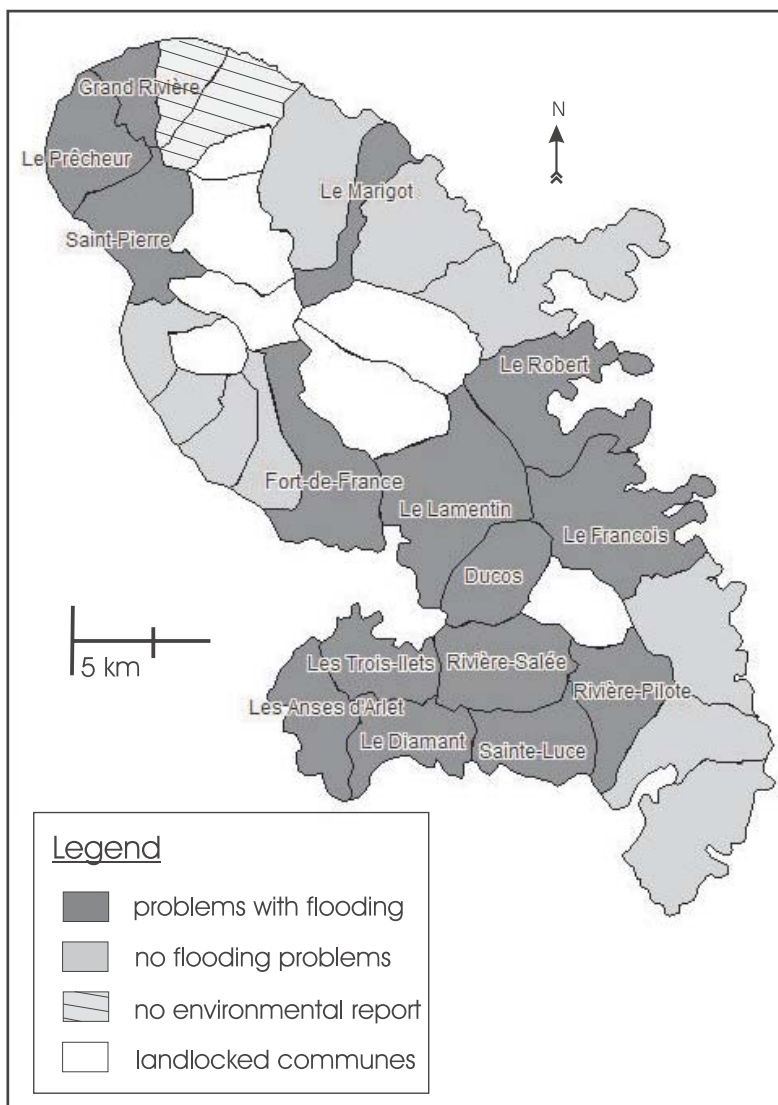 Grand Rivière
N
Le Prêcheur
Le Marigot
Saint-Pierre
Le Robert
Fort-de-France
Le Lamentin
Le Francois
Ducos
5 km
Les Trois-Ilets
Rivière-Salée
Rivière-Pilote
Les Anses d'Arlet
Le Diamant
Sainte-Luce
Legend
problems with flooding
no flooding problems
no environmental report
landlocked communes